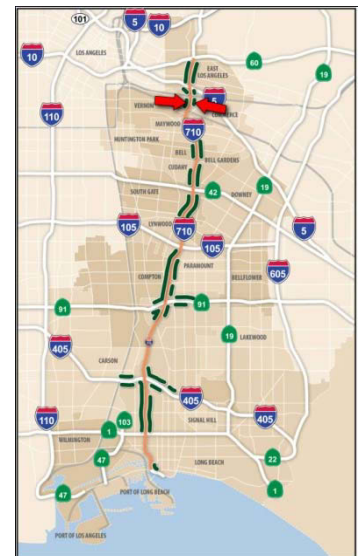 101
5
10
10
LOS ANGELES
60
EAST
LOS ANGELES
19
5
VERNON
COMMERCE
110
MAYWOOD
HUNTINGTON PARK
710
BELL
BELL GARDENS
CUDAHY
SOUTH GATE
42
DOWNEY
19
LYNWOOD
710
105
105
5
PARAMOUNT
605
COMPTON
BELLFLOWER
91
91
19
LAKEWOOD
405
CARSON
405
405
SIGNAL HILL
110
103
1
WILMINGTON
47
22
LONG BEACH
1
47
PORT OF LONG BEACH
PORT OF LOS ANGELES